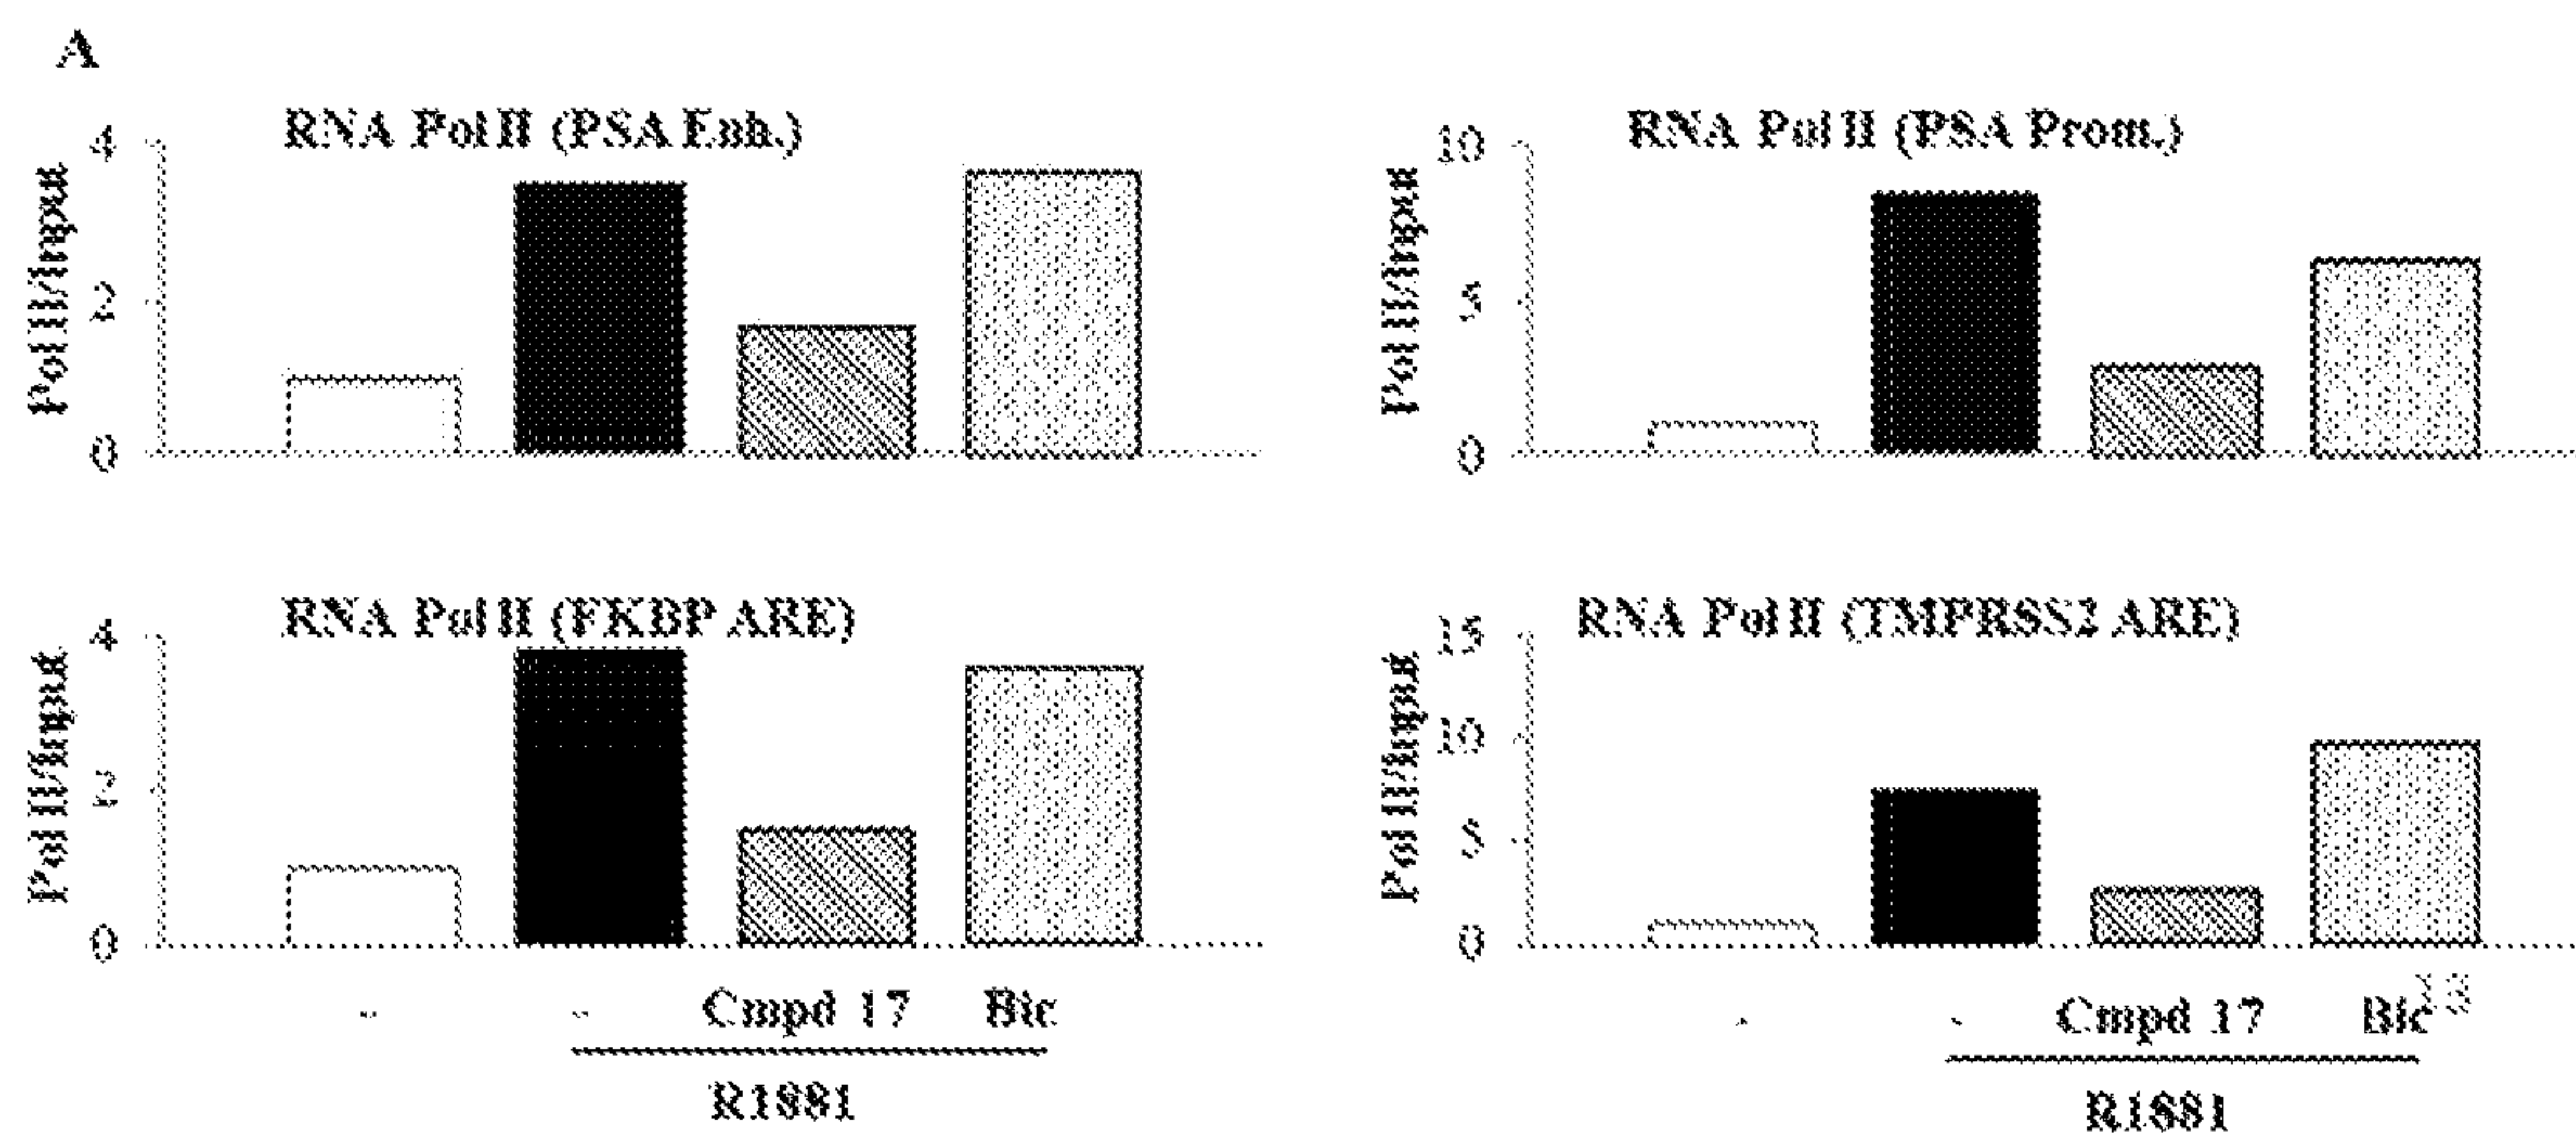 A
RNA Pol II (PSA Enh.)
Pol II/Input
4
2
0
RNA Pol II (PSA Prom.)
Pol II/Input
10
5
0
RNA Pol II (FKBP ARE)
Pol II/Input
4
2
0
- - Cmpd 17 Bic
R1881
RNA Pol II (TMPRSS2 ARE)
Pol II/Input
15
10
5
0
- - Cmpd 17 Bic
R1881